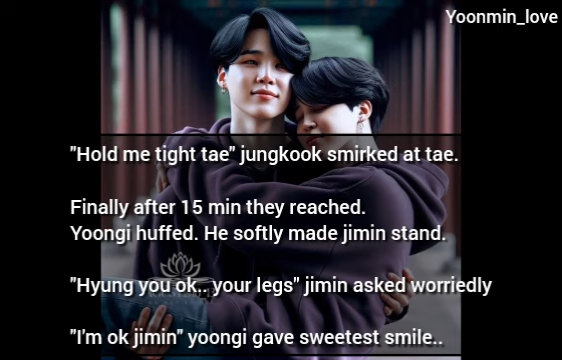 Yoonmin_love
"Hold me tight tae" jungkook smirked at tae.
Finally after 15 min they reached.
Yoongi huffed. He softly made jimin stand.
"Hyung you ok.. your legs" jimin asked worriedly
"I'm ok jimin" yoongi gave sweetest smile..